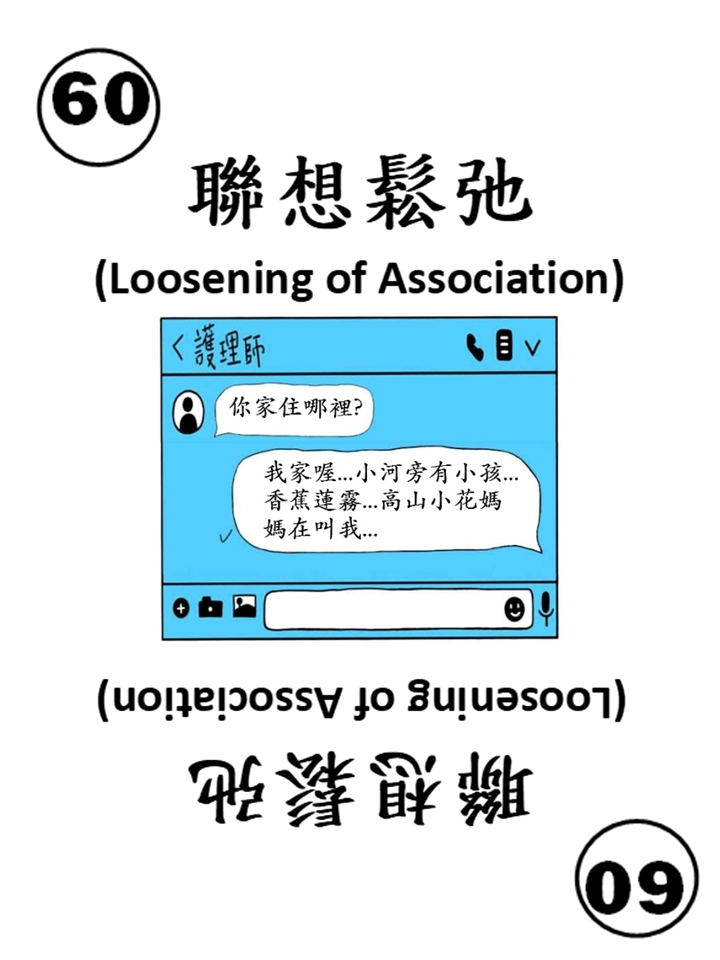 60
聯想鬆弛
(Loosening of Association)
護理師
你家住哪裡?
我家喔...小河旁有小孩...
香蕉蓮霧...高山小花媽
媽在叫我...
(Loosening of Association)
聯想鬆弛
60